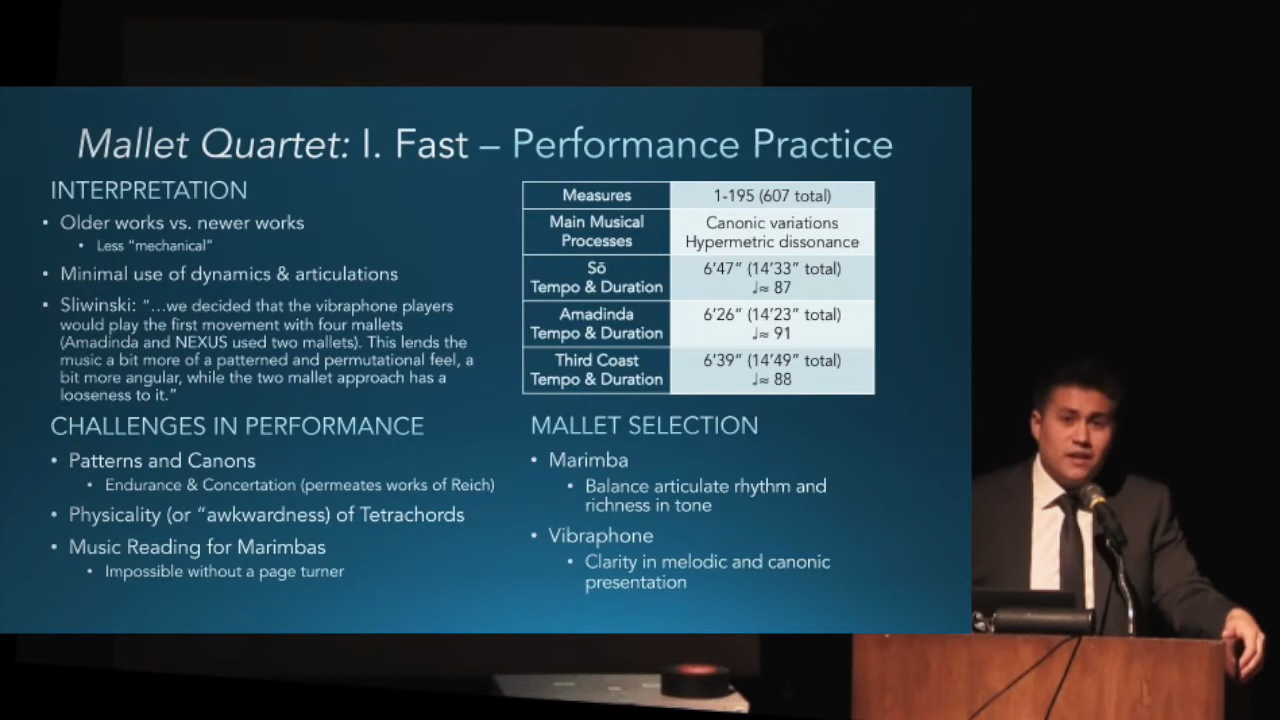 Mallet Quartet: I. Fast – Performance Practice
INTERPRETATION
• Older works vs. newer works
• Less “mechanical”
• Minimal use of dynamics & articulations
• Sliwinski: “…we decided that the vibraphone players
would play the first movement with four mallets
(Amadinda and NEXUS used two mallets). This lends the
music a bit more of a patterned and permutational feel, a
bit more angular, while the two mallet approach has a
looseness to it.”
CHALLENGES IN PERFORMANCE
• Patterns and Canons
• Endurance & Concertation (permeates works of Reich)
• Physicality (or “awkwardness) of Tetrachords
• Music Reading for Marimbas
• Impossible without a page turner
Measures 1-195 (607 total)
Main Musical Canonic variations
Processes Hypermetric dissonance
Sō 6’47” (14’33” total)
Tempo & Duration ♩≈ 87
Amadinda 6’26” (14’23” total)
Tempo & Duration ♩≈ 91
Third Coast 6’39” (14’49” total)
Tempo & Duration ♩≈ 88
MALLET SELECTION
• Marimba
• Balance articulate rhythm and
richness in tone
• Vibraphone
• Clarity in melodic and canonic
presentation